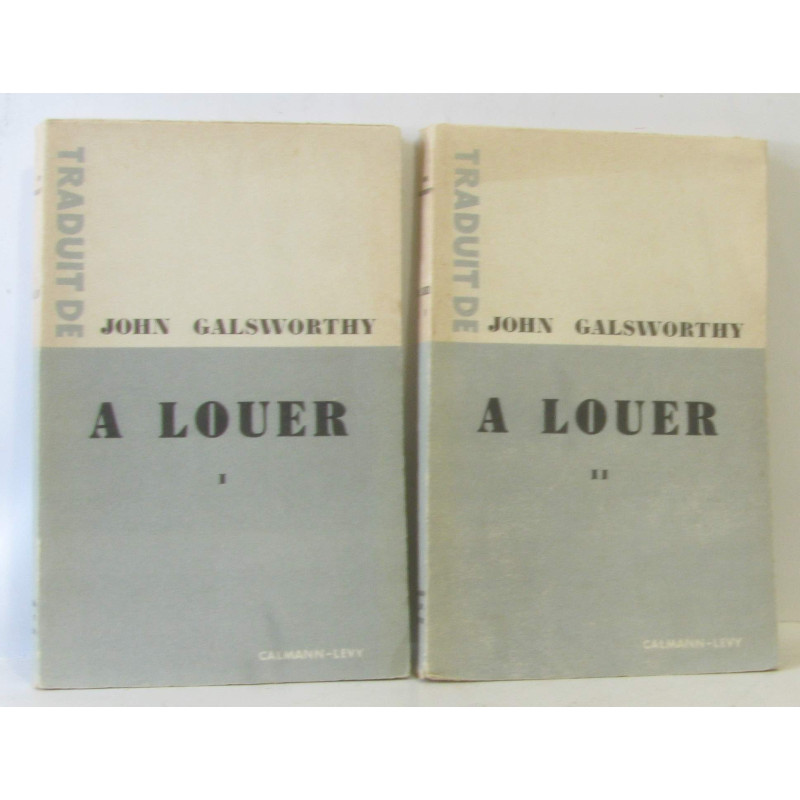 TRADUIT DE
JOHN GALSWORTHY
A LOUER
I
CALMANN-LEVY
TRADUIT DE
JOHN GALSWORTHY
A LOUER
II
CALMANN-LEVY